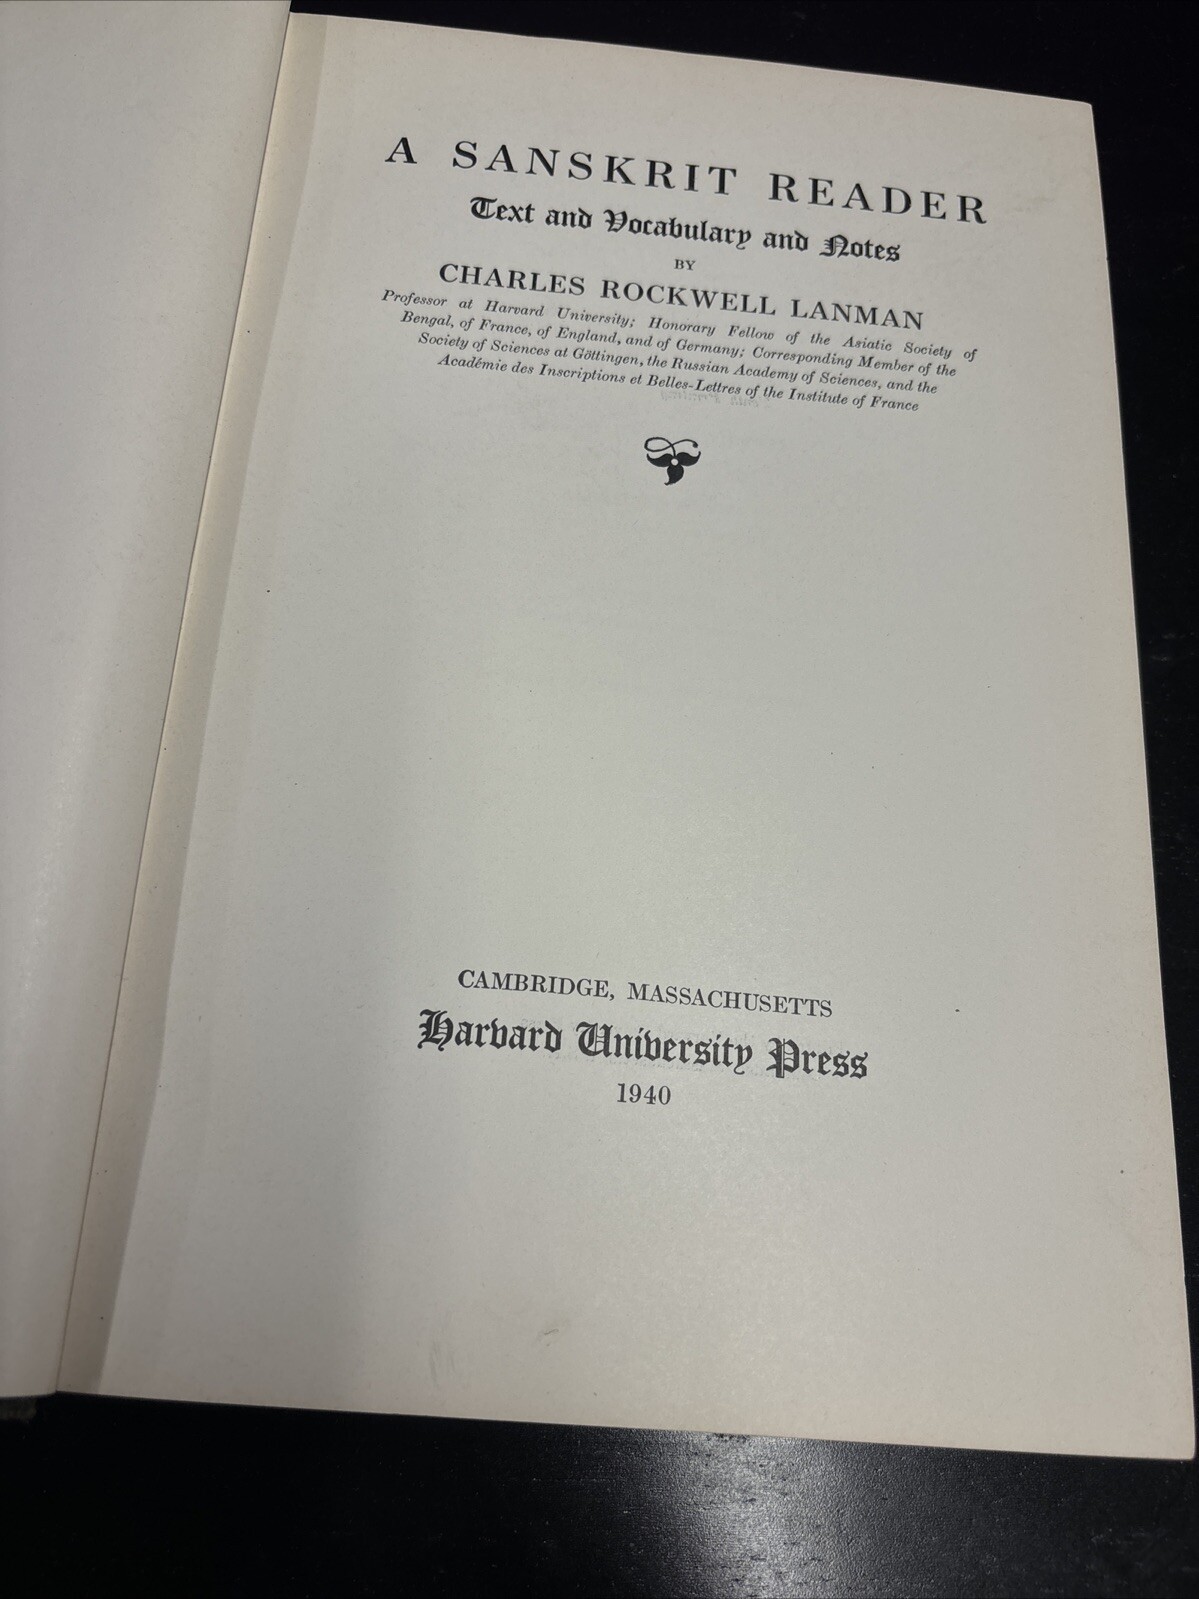 A SANSKRIT READER
Text and Vocabulary and Notes
BY
CHARLES ROCKWELL LANMAN
Professor at Harvard University; Honorary Fellow of the Asiatic Society of
Bengal, of France, of England, and of Germany; Corresponding Member of the
Society of Sciences at Göttingen, the Russian Academy of Sciences, and the
Académie des Inscriptions et Belles-Lettres of the Institute of France
CAMBRIDGE, MASSACHUSETTS
Harvard University Press
1940